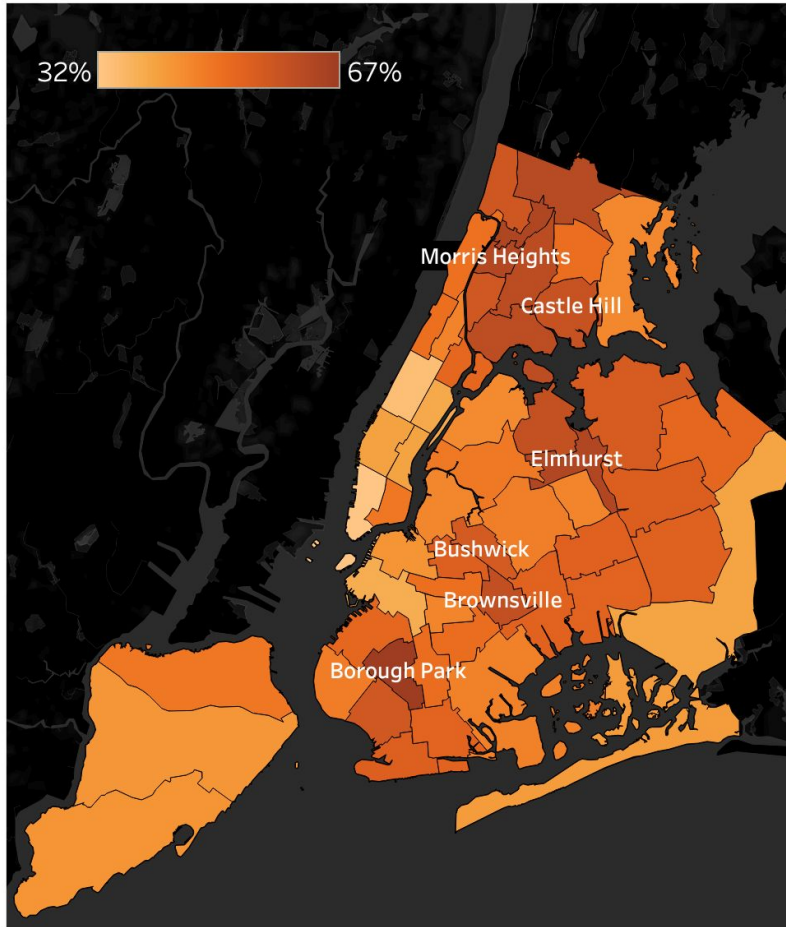 32% 67%
Morris Heights
Castle Hill
Elmhurst
Bushwick
Brownsville
Borough Park